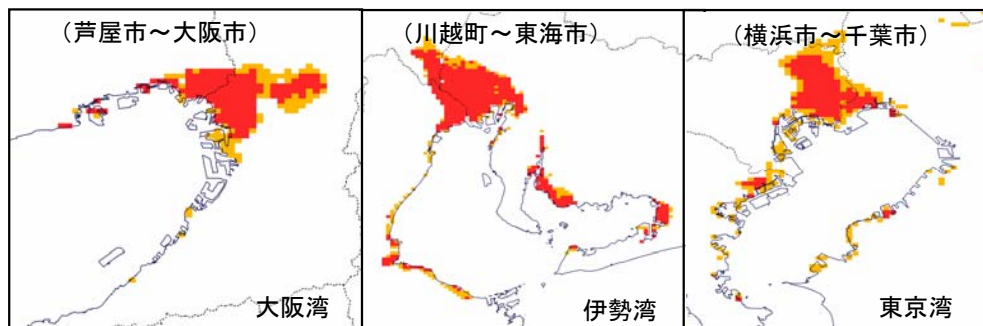 （芦屋市～大阪市）
大阪湾
（川越町～東海市）
伊勢湾
（横浜市～千葉市）
東京湾